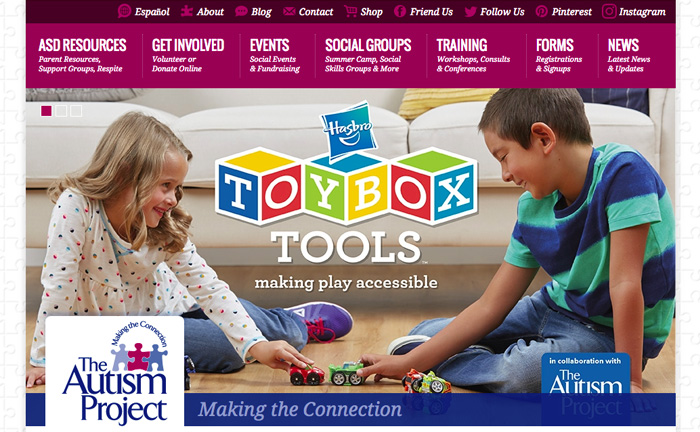 Español About Blog Contact Shop Friend Us Follow Us Pinterest Instagram
ASD RESOURCES
Parent Resources,
Support Groups, Respite
GET INVOLVED
Volunteer or
Donate Online
EVENTS
Social Events
& Fundraising
SOCIAL GROUPS
Summer Camp, Social
Skills Groups & More
TRAINING
Workshops, Consults
& Conferences
FORMS
Registrations
& Signups
NEWS
Latest News
& Updates
Hasbro
TOYBOX
TOOLS
making play accessible
Making the Connection
The
Autism
Project
Making the Connection
in collaboration with
The
Autism